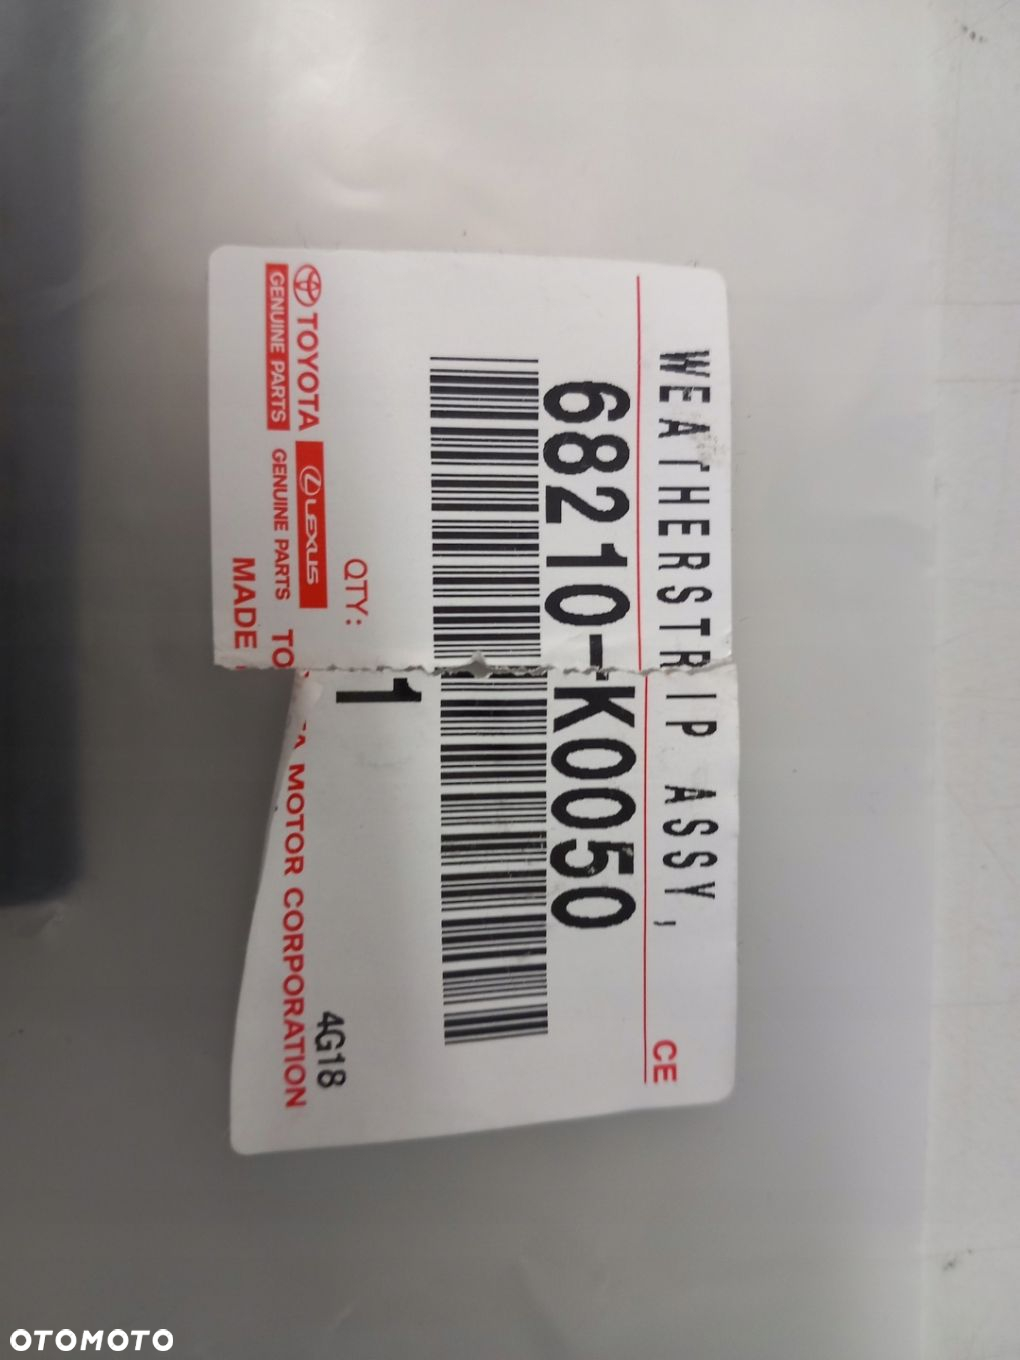 WEATHERSTRIP ASSY,
CE
68210-K0050
QTY: 1
4G18
TOYOTA
GENUINE PARTS
LEXUS
GENUINE PARTS
MOTOR CORPORATION
MADE
OTOMOTO